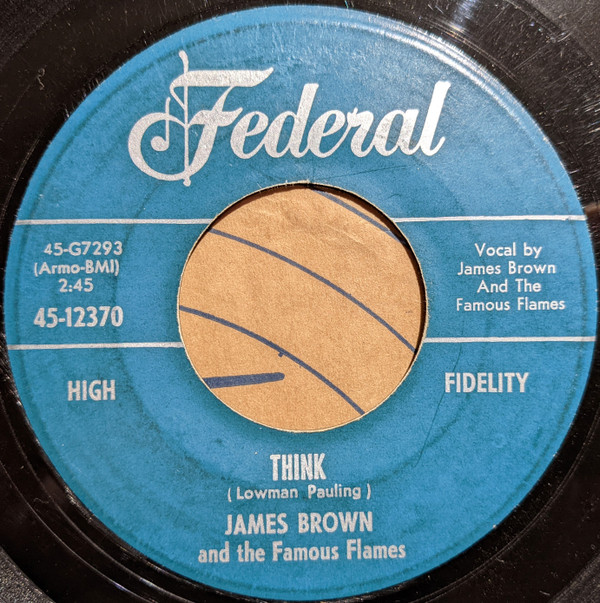 Federal
45-G7293
(Armo-BMI)
2:45
45-12370
Vocal by
James Brown
And The
Famous Flames
HIGH
FIDELITY
THINK
(Lowman Pauling)
JAMES BROWN
and the Famous Flames